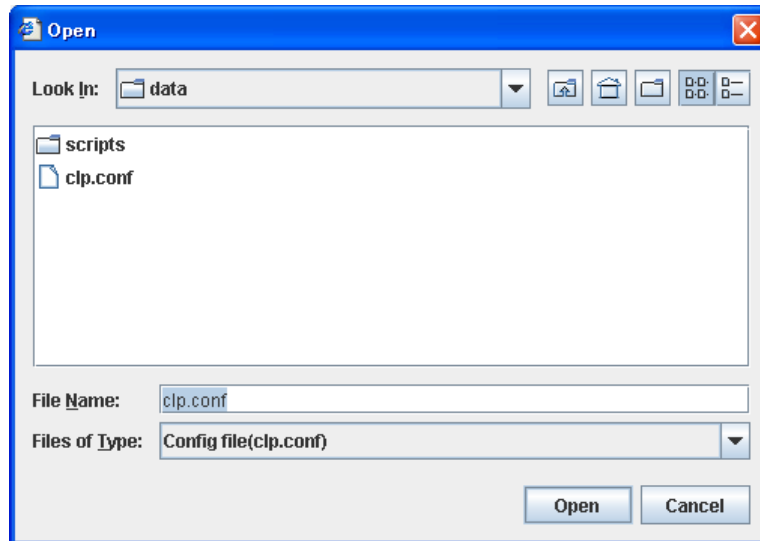 Open
Look In: data
scripts
clp.conf
File Name: clp.conf
Files of Type: Config file(clp.conf)
Open Cancel